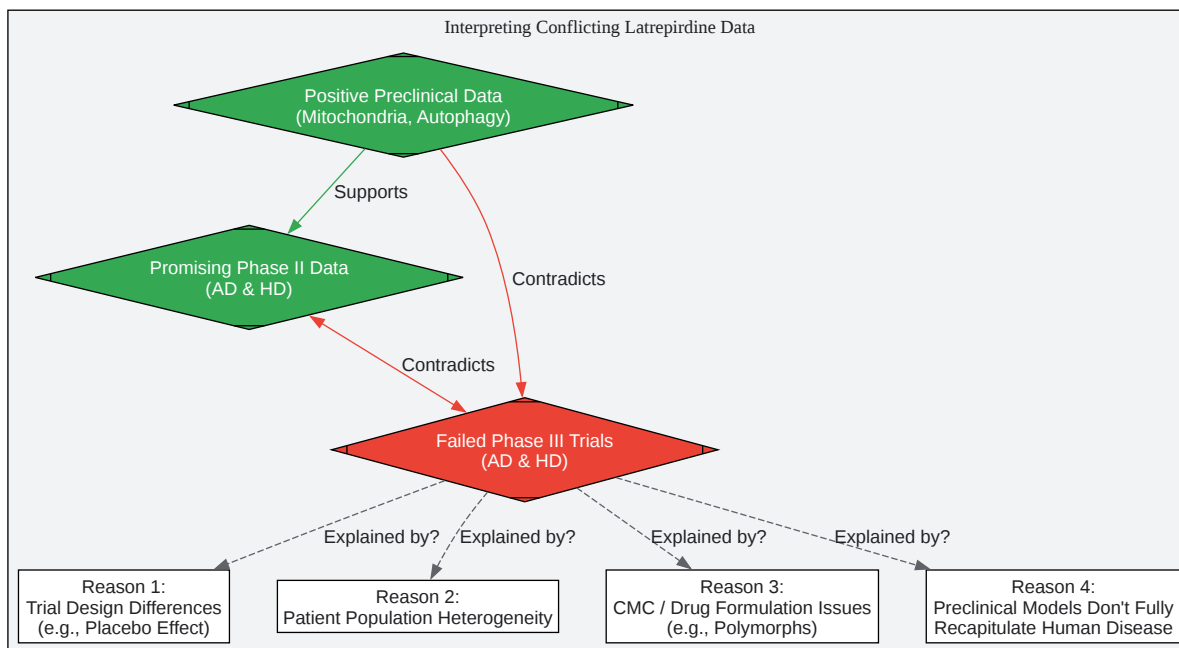 Interpreting Conflicting Latrepirdine Data
Positive Preclinical Data
(Mitochondria, Autophagy)
Supports
Promising Phase II Data
(AD & HD)
Contradicts
Contradicts
Failed Phase III Trials
(AD & HD)
Explained by?
Explained by?
Explained by?
Explained by?
Reason 1:
Trial Design Differences
(e.g., Placebo Effect)
Reason 2:
Patient Population Heterogeneity
Reason 3:
CMC / Drug Formulation Issues
(e.g., Polymorphs)
Reason 4:
Preclinical Models Don't Fully
Recapitulate Human Disease